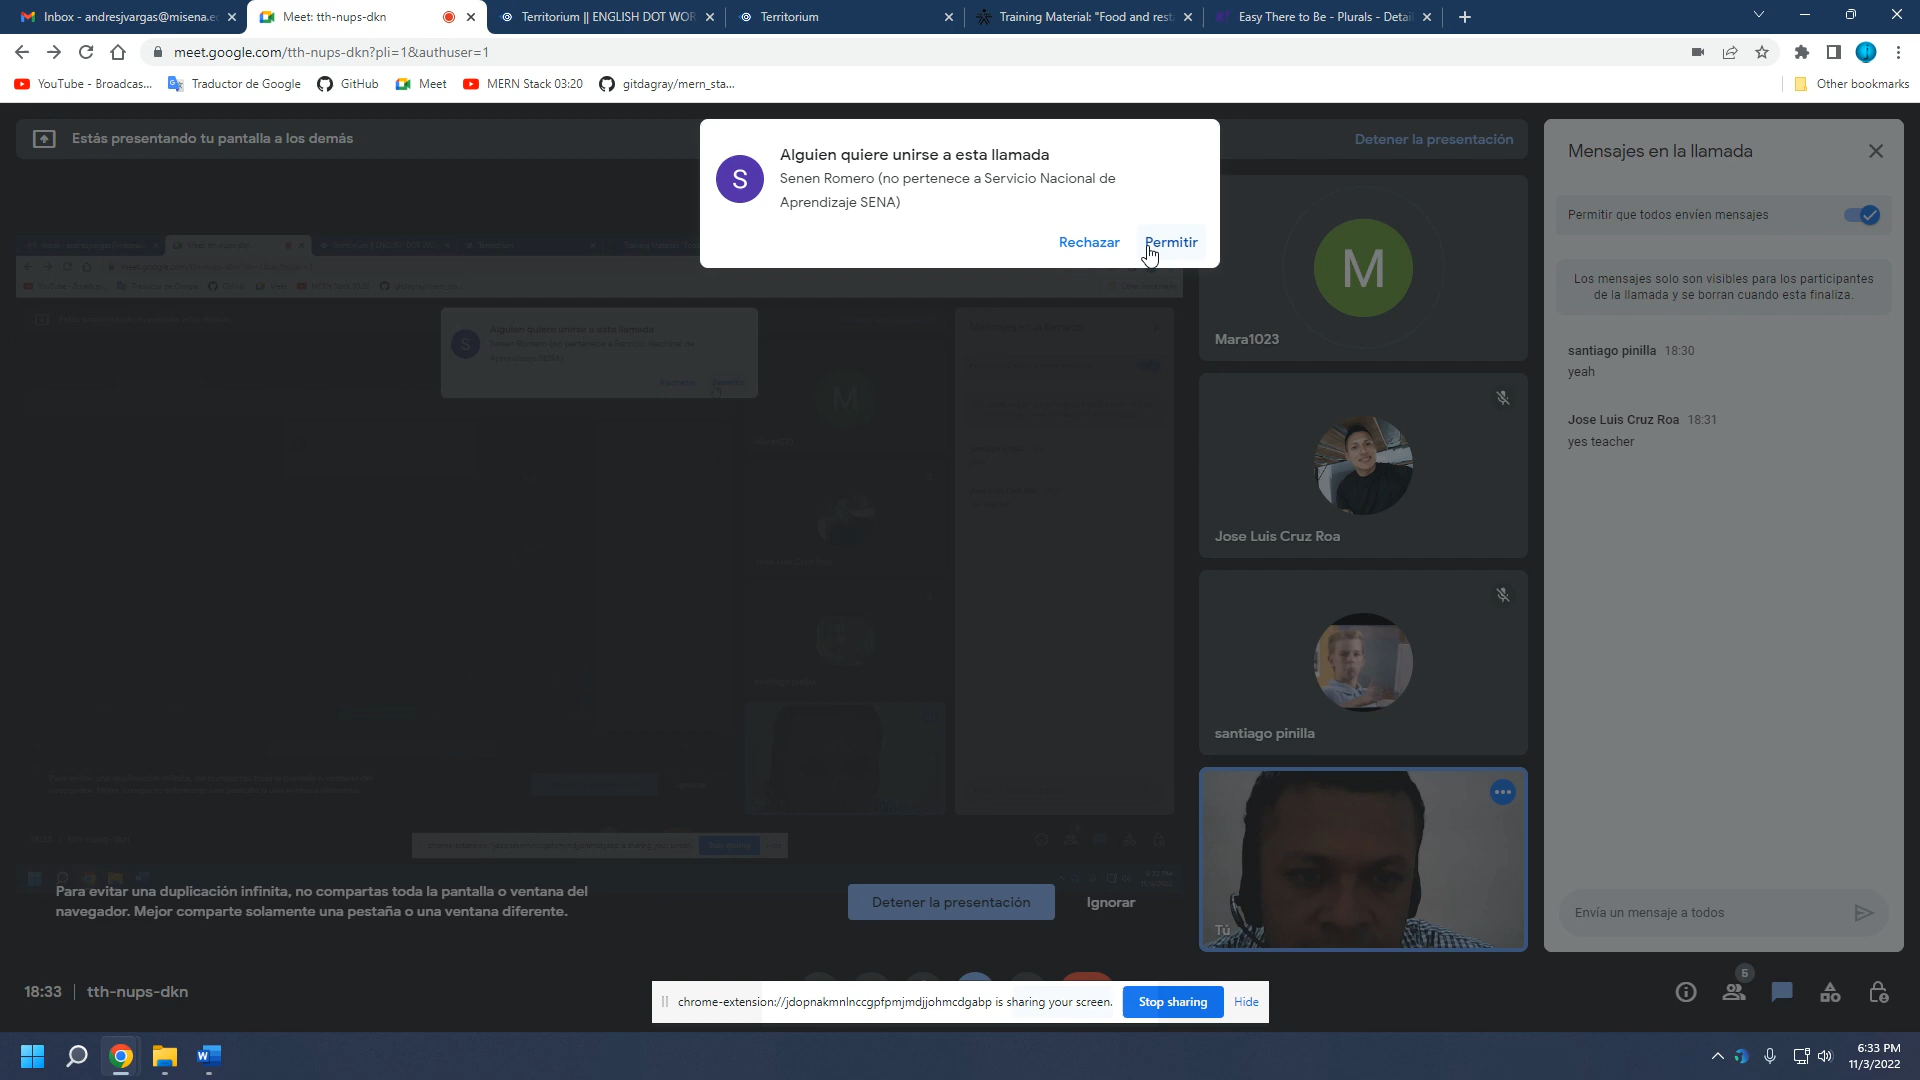 Inbox - andresjvargas@misena.e
Meet: tth-nups-dkn
Territorium || ENGLISH DOT WOR
Territorium
Training Material: "Food and rest
Easy There to Be - Plurals - Detail
meet.google.com/tth-nups-dkn?pli=1&authuser=1
YouTube - Broadcas...
Traductor de Google
GitHub
Meet
MERN Stack 03:20
gitdagray/mern_sta...
Other bookmarks
Estás presentando tu pantalla a los demás
Detener la presentación
Alguien quiere unirse a esta llamada
S
Senen Romero (no pertenece a Servicio Nacional de
Aprendizaje SENA)
Rechazar
Permitir
M
Mara1023
Jose Luis Cruz Roa
santiago pinilla
Tú
Mensajes en la llamada
Permitir que todos envíen mensajes
Los mensajes solo son visibles para los participantes
de la llamada y se borran cuando esta finaliza.
santiago pinilla 18:30
yeah
Jose Luis Cruz Roa 18:31
yes teacher
Envía un mensaje a todos
Para evitar una duplicación infinita, no compartas toda la pantalla o ventana del
navegador. Mejor comparte solamente una pestaña o una ventana diferente.
Detener la presentación
Ignorar
18:33 | tth-nups-dkn
chrome-extension://jdopnakmnlnccgpfpmjmdjjohmcdgabp is sharing your screen.
Stop sharing
Hide
5
6:33 PM
11/3/2022